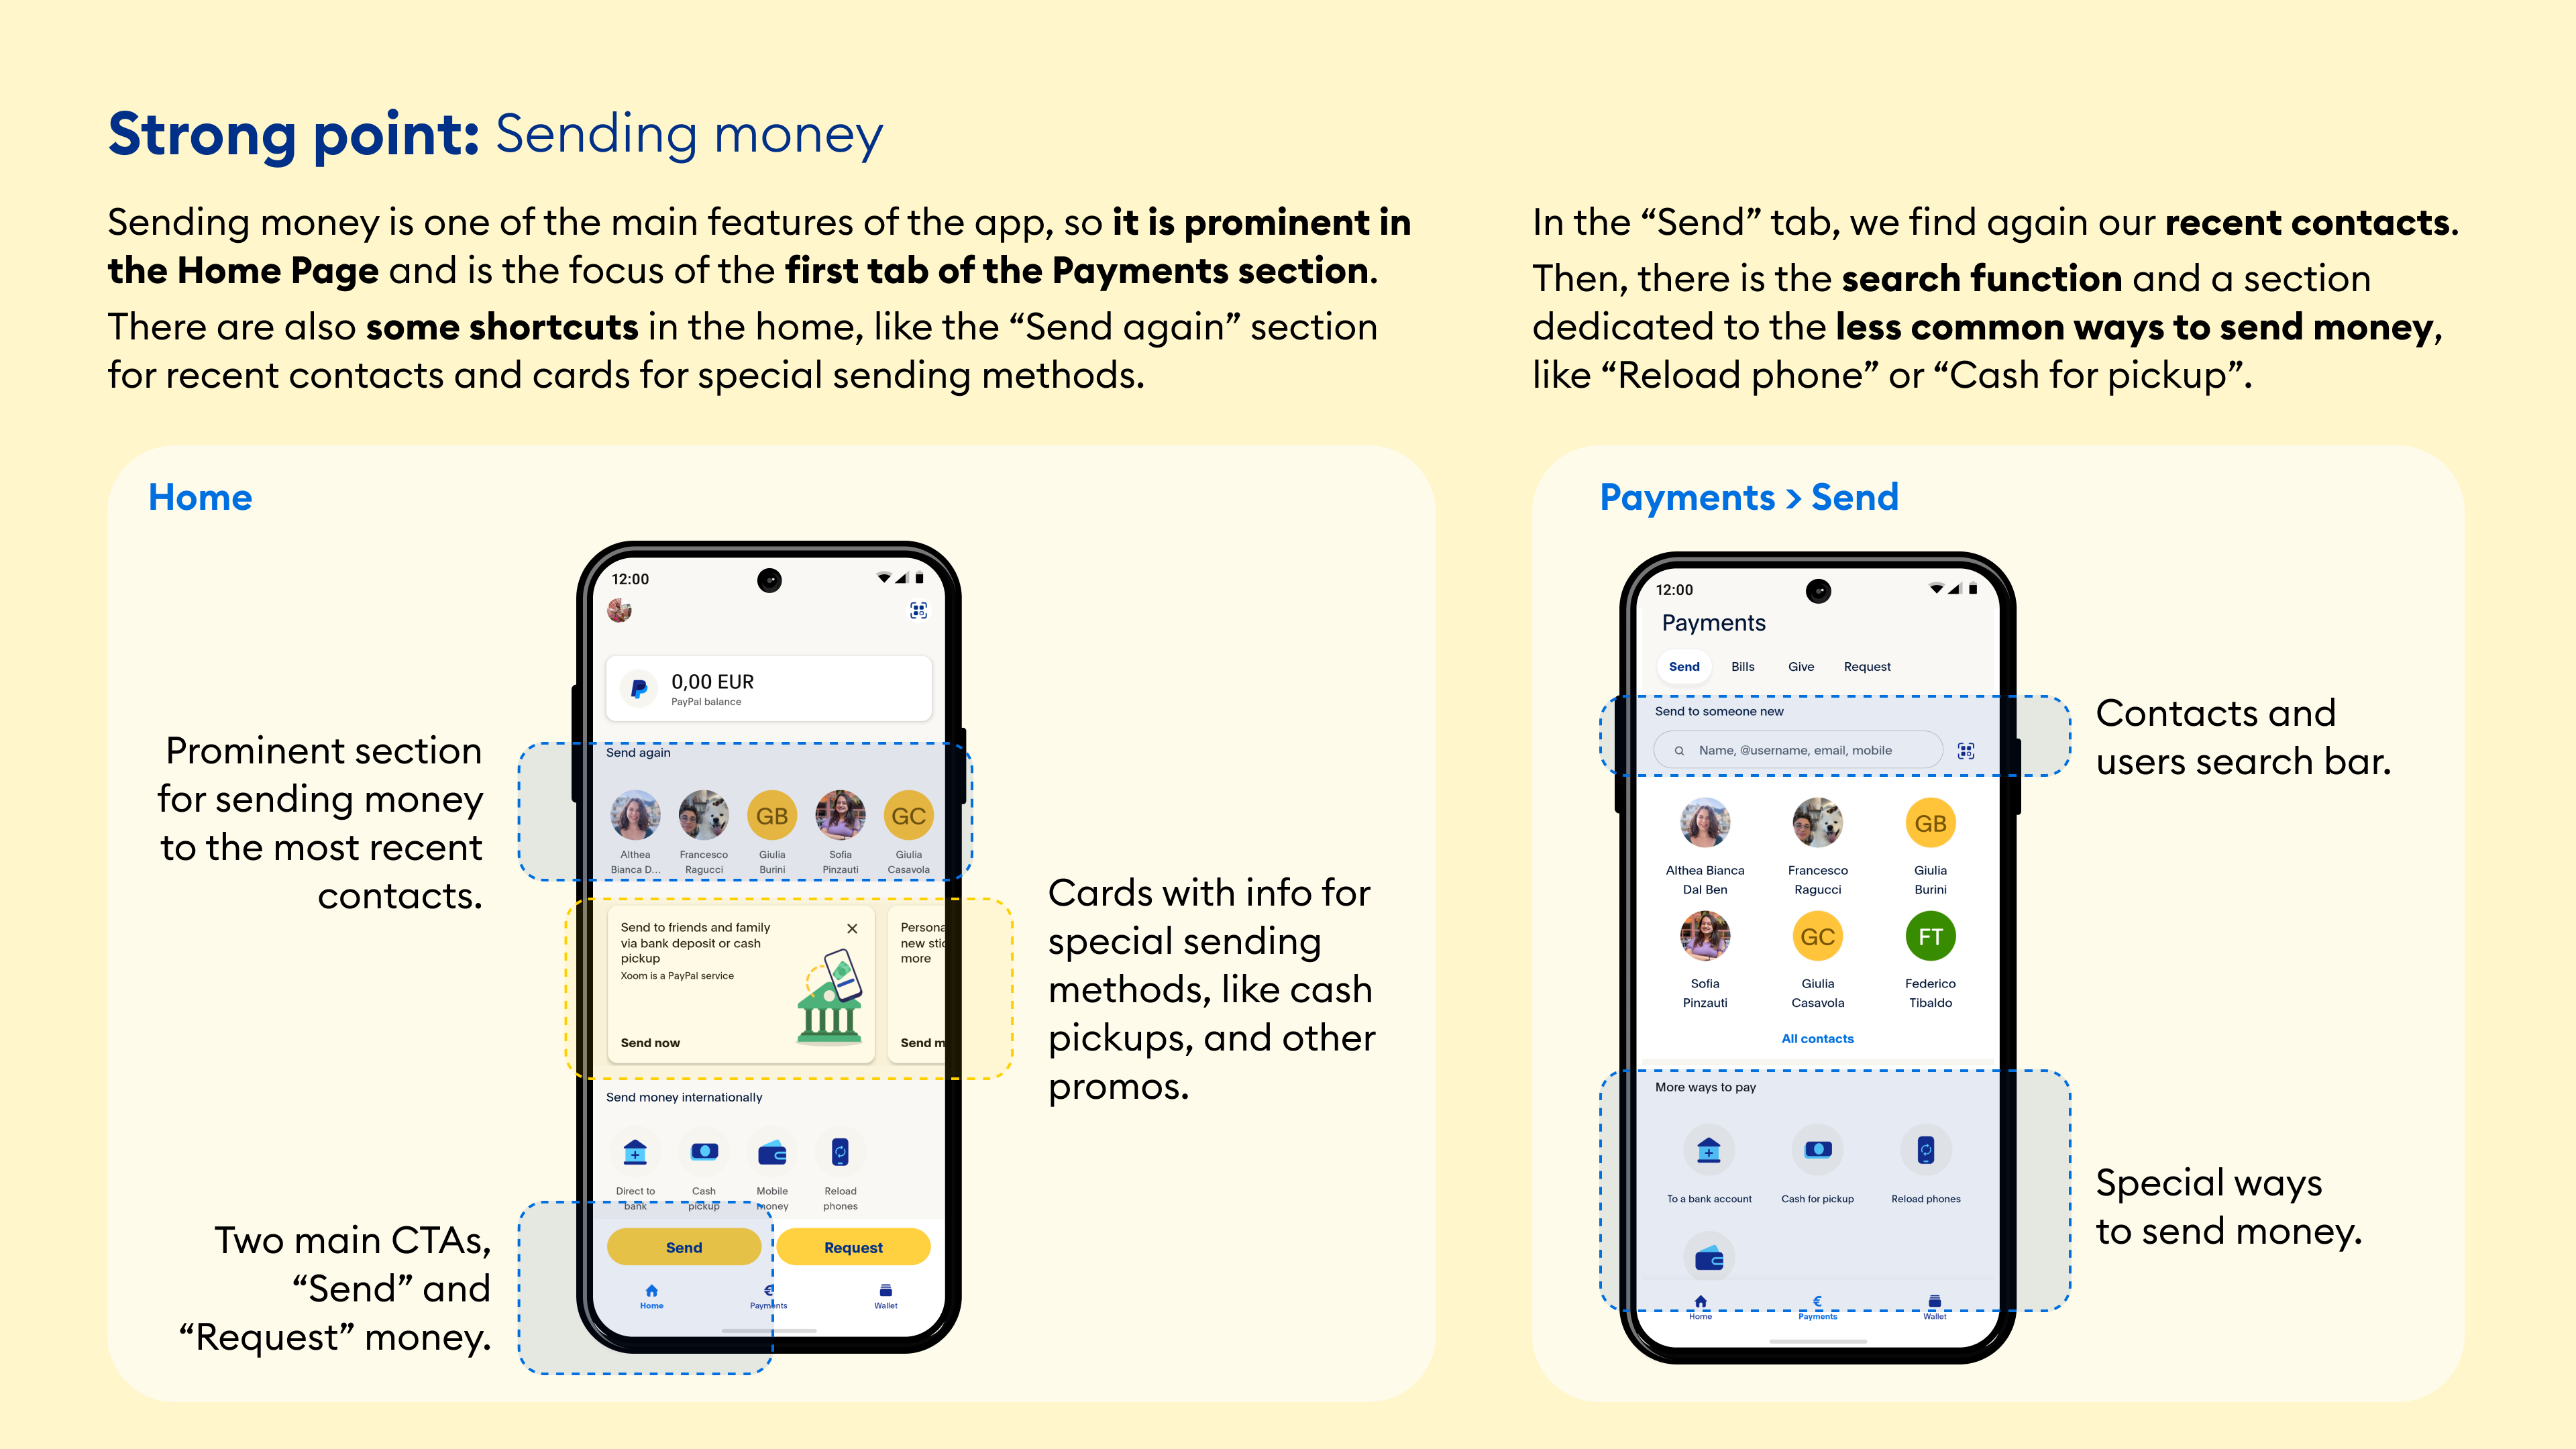 Strong point: Sending money
Sending money is one of the main features of the app, so it is prominent in
the Home Page and is the focus of the first tab of the Payments section.
There are also some shortcuts in the home, like the “Send again” section
for recent contacts and cards for special sending methods.
In the “Send” tab, we find again our recent contacts.
Then, there is the search function and a section
dedicated to the less common ways to send money,
like “Reload phone” or “Cash for pickup”.
Home
Prominent section
for sending money
to the most recent
contacts.
Two main CTAs,
“Send” and
“Request” money.
12:00
0,00 EUR
PayPal balance
Send again
Althea
Bianca D...
Francesco
Ragucci
GB
Giulia
Burini
Sofia
Pinzauti
GC
Giulia
Casavola
Send to friends and family
via bank deposit or cash
pickup
Xoom is a PayPal service
Send now
Persona
new stic
more
Send m
Send money internationally
Direct to
bank
Cash
pickup
Mobile
money
Reload
phones
Send
Request
Home
Payments
Wallet
Cards with info for
special sending
methods, like cash
pickups, and other
promos.
Payments > Send
12:00
Payments
Send Bills Give Request
Send to someone new
Name, @username, email, mobile
Althea Bianca
Dal Ben
Francesco
Ragucci
GB
Giulia
Burini
Sofia
Pinzauti
GC
Giulia
Casavola
FT
Federico
Tibaldo
All contacts
More ways to pay
To a bank account
Cash for pickup
Reload phones
Home
€
Payments
Wallet
Contacts and
users search bar.
Special ways
to send money.